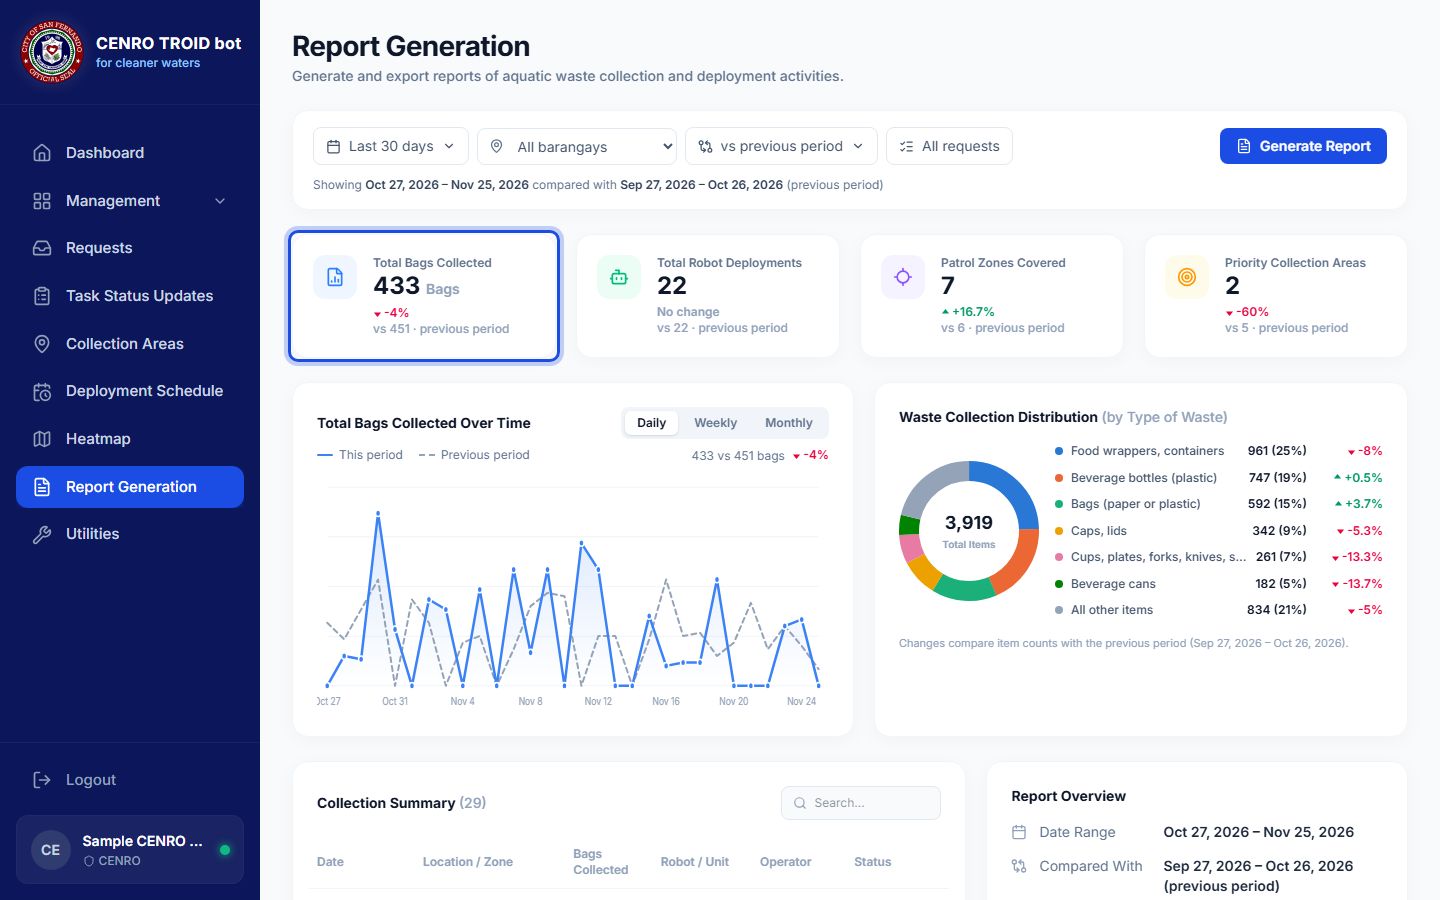 CITY OF SAN FERNANDO
OFFICIAL SEAL
CENRO TROID bot
for cleaner waters
Dashboard
Management
Requests
Task Status Updates
Collection Areas
Deployment Schedule
Heatmap
Report Generation
Utilities
Logout
CE
Sample CENRO ...
CENRO
Report Generation
Generate and export reports of aquatic waste collection and deployment activities.
Last 30 days
All barangays
vs previous period
All requests
Generate Report
Showing Oct 27, 2026 – Nov 25, 2026 compared with Sep 27, 2026 – Oct 26, 2026 (previous period)
Total Bags Collected
433 Bags
-4%
vs 451 · previous period
Total Robot Deployments
22
No change
vs 22 · previous period
Patrol Zones Covered
7
+16.7%
vs 6 · previous period
Priority Collection Areas
2
-60%
vs 5 · previous period
Total Bags Collected Over Time
Daily Weekly Monthly
This period Previous period 433 vs 451 bags -4%
Oct 27 Oct 31 Nov 4 Nov 8 Nov 12 Nov 16 Nov 20 Nov 24
Waste Collection Distribution (by Type of Waste)
3,919
Total Items
Food wrappers, containers 961 (25%) -8%
Beverage bottles (plastic) 747 (19%) +0.5%
Bags (paper or plastic) 592 (15%) +3.7%
Caps, lids 342 (9%) -5.3%
Cups, plates, forks, knives, s... 261 (7%) -13.3%
Beverage cans 182 (5%) -13.7%
All other items 834 (21%) -5%
Changes compare item counts with the previous period (Sep 27, 2026 – Oct 26, 2026).
Collection Summary (29)
Search...
Date Location / Zone Bags Collected Robot / Unit Operator Status
Report Overview
Date Range Oct 27, 2026 – Nov 25, 2026
Compared With Sep 27, 2026 – Oct 26, 2026
(previous period)